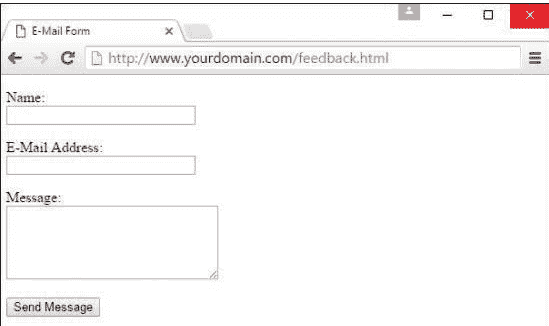 E-Mail Form
http://www.yourdomain.com/feedback.html
Name:
E-Mail Address:
Message:
Send Message